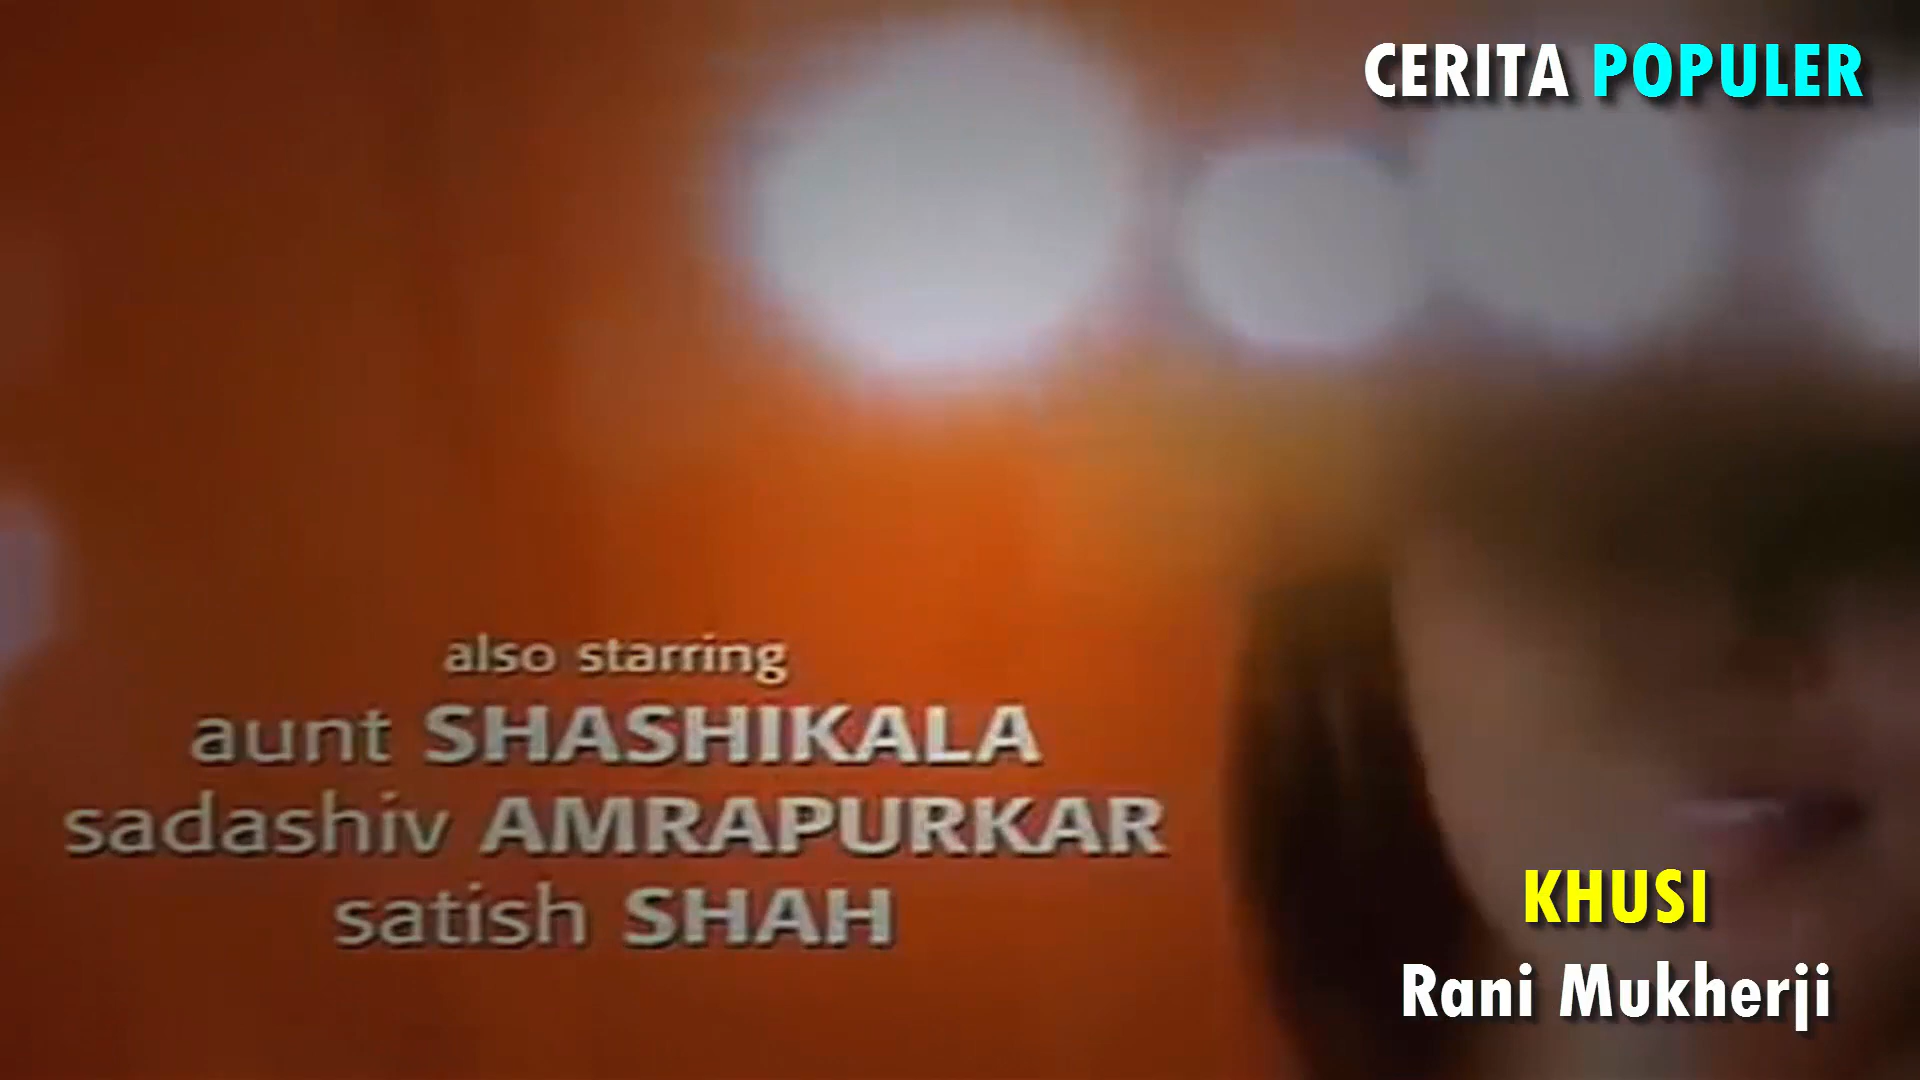 CERITA POPULER
also starring
aunt SHASHIKALA
sadashiv AMRAPURKAR
satish SHAH
KHUSI
Rani Mukherji